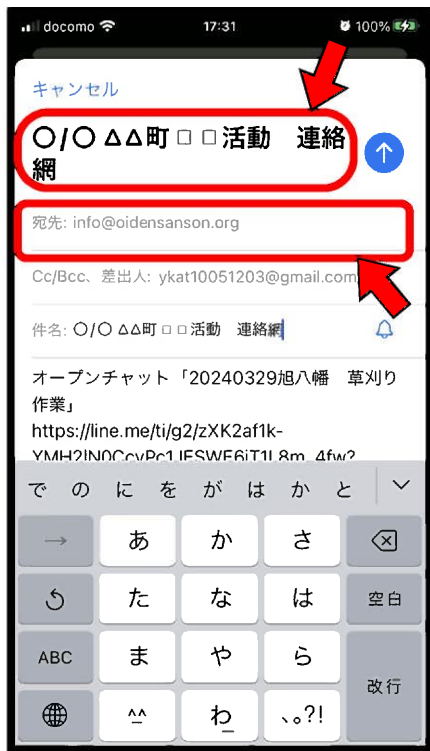 docomo 17:31 100%
キャンセル
〇/〇 △△町 □ □活動　連絡
網
宛先: info@oidensanson.org
Cc/Bcc、差出人: ykat10051203@gmail.com
件名: 〇/〇 △△町 □ □ 活動　連絡網
オープンチャット「20240329旭八幡　草刈り
作業」
https://line.me/ti/g2/zXK2af1k-
で の に を が は か と
→ あ か さ
た な は 空白
ABC ま や ら
改行
^^ わ 、。?!